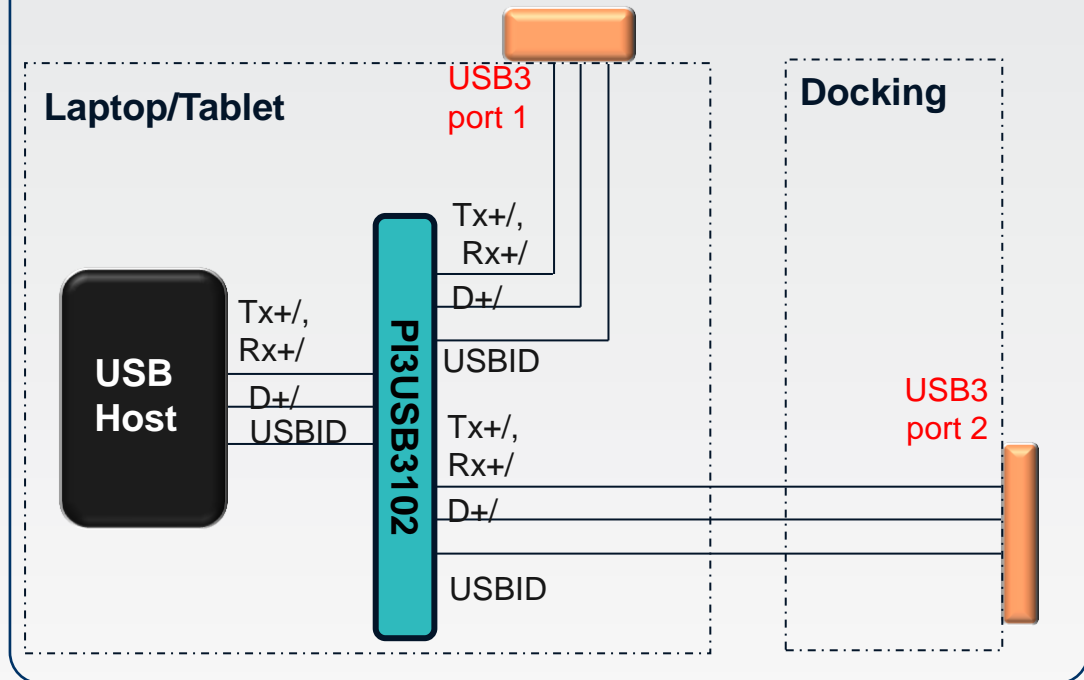 USB3
port 1
Laptop/Tablet
Docking
Tx+/,
Rx+/
D+/
USBID
USB
Host
Tx+/,
Rx+/
D+/
USBID
PI3USB3102
Tx+/,
Rx+/
D+/
USBID
USB3
port 2